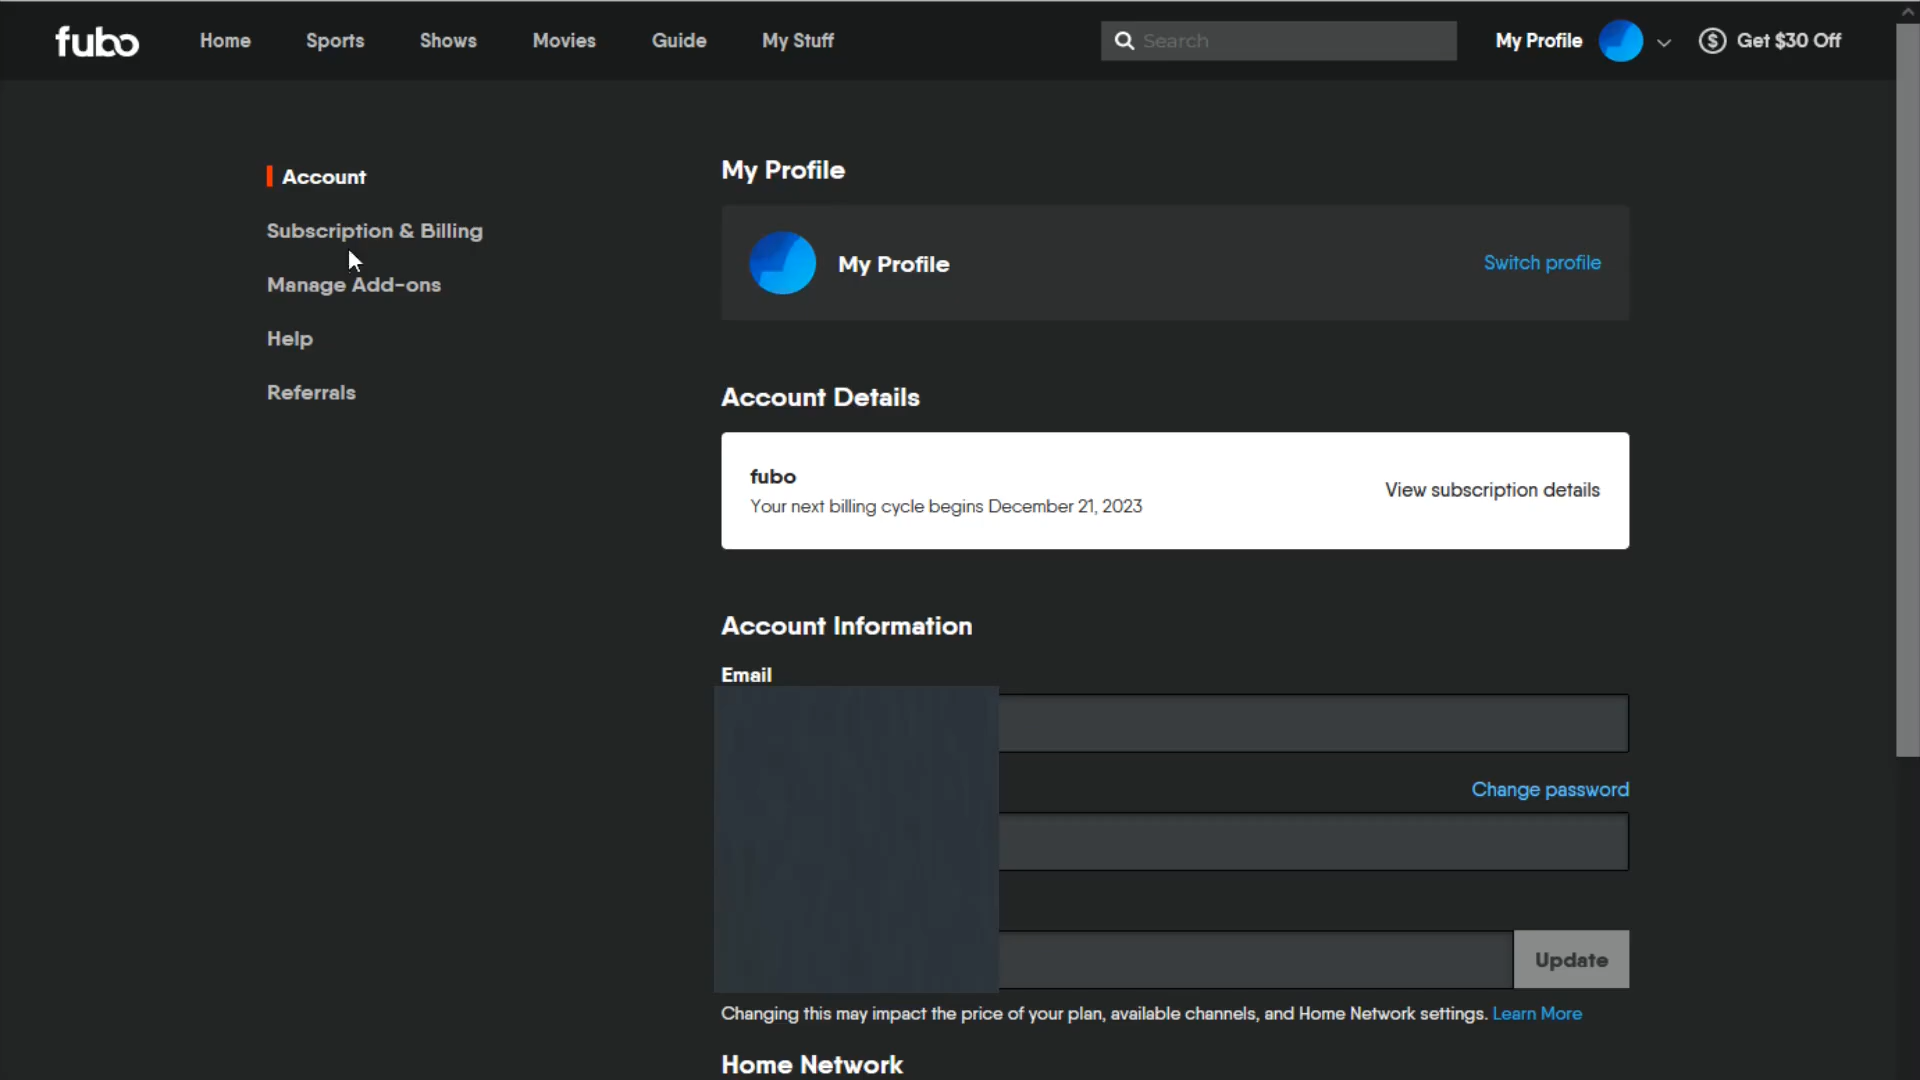 fubo
Home
Sports
Shows
Movies
Guide
My Stuff
Search
My Profile
Get $30 Off
Account
Subscription & Billing
Manage Add-ons
Help
Referrals
My Profile
My Profile
Switch profile
Account Details
fubo
Your next billing cycle begins December 21, 2023
View subscription details
Account Information
Email
Change password
Update
Changing this may impact the price of your plan, available channels, and Home Network settings. Learn More
Home Network